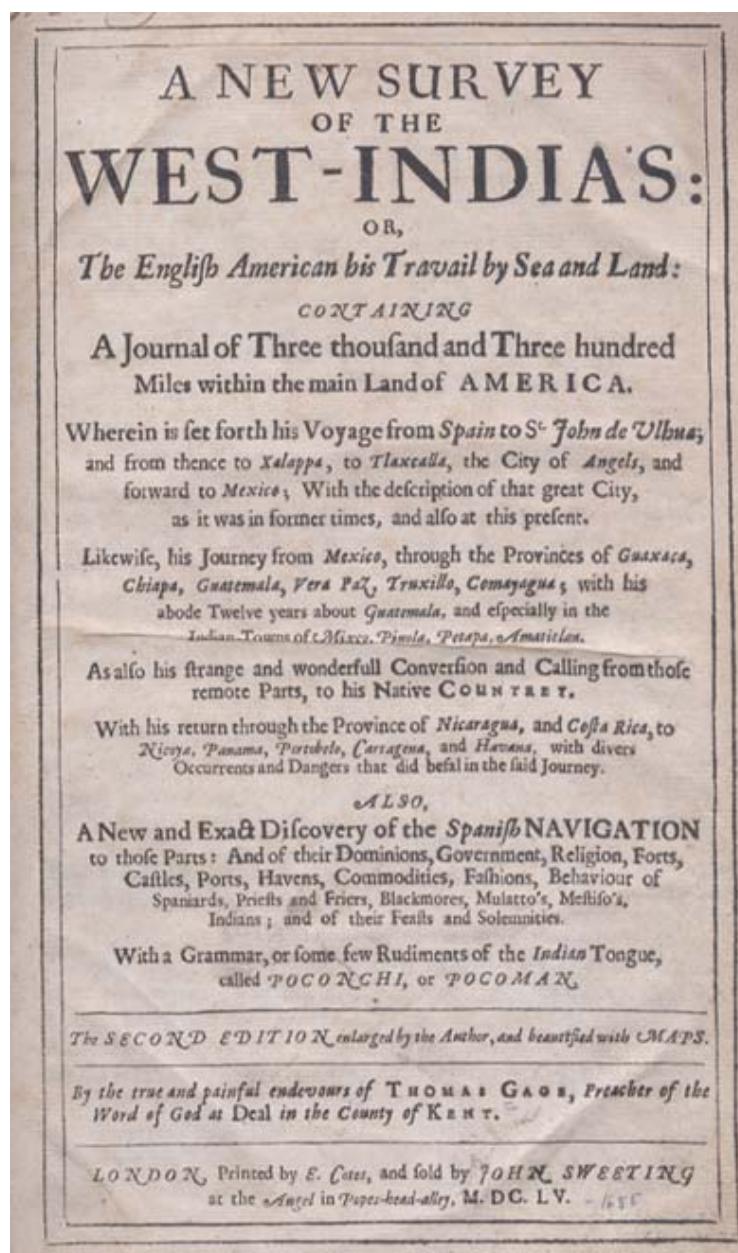 A NEW SURVEY
OF THE
WEST-INDIA'S:
OR,
The Engliſh American his Travail by Sea and Land:
CONTAINING
A Journal of Three thouſand and Three hundred
Miles within the main Land of AMERICA.
Wherein is ſet forth his Voyage from Spain to Sᵗ· John de Ulhua;
and from thence to Xalappa, to Tlaxcalla, the City of Angels, and
forward to Mexico; With the deſcription of that great City,
as it was in former times, and alſo at this preſent.
Likewiſe, his Journey from Mexico, through the Provinces of Guaxaca,
Chiapa, Guatemala, Vera Paz, Truxillo, Comayagua; with his
abode Twelve years about Guatemala, and eſpecially in the
Indian Towns of Mixco, Pinola, Petapa, Amatitlan.
As alſo his ſtrange and wonderfull Converſion and Calling from thoſe
remote Parts, to his Native COUNTREY.
With his return through the Province of Nicaragua, and Coſta Rica, to
Nicoya, Panama, Portobelo, Cartagena, and Havana, with divers
Occurrents and Dangers that did befal in the ſaid Journey.
ALSO,
A New and Exact Diſcovery of the Spaniſh NAVIGATION
to thoſe Parts: And of their Dominions, Government, Religion, Forts,
Caſtles, Ports, Havens, Commodities, Faſhions, Behaviour of
Spaniards, Prieſts and Friers, Blackmores, Mulatto's, Meſtiſo's,
Indians; and of their Feaſts and Solemnities.
With a Grammar, or ſome few Rudiments of the Indian Tongue,
called POCONCHI, or POCOMAN.
The SECOND EDITION enlarged by the Author, and beautified with MAPS.
By the true and painful endevours of THOMAS GAGE, Preacher of the
Word of God at Deal in the County of KENT.
LONDON, Printed by E. Cotes, and ſold by JOHN SWEETING
at the Angel in Popes-head-alley, M. DC. LV.